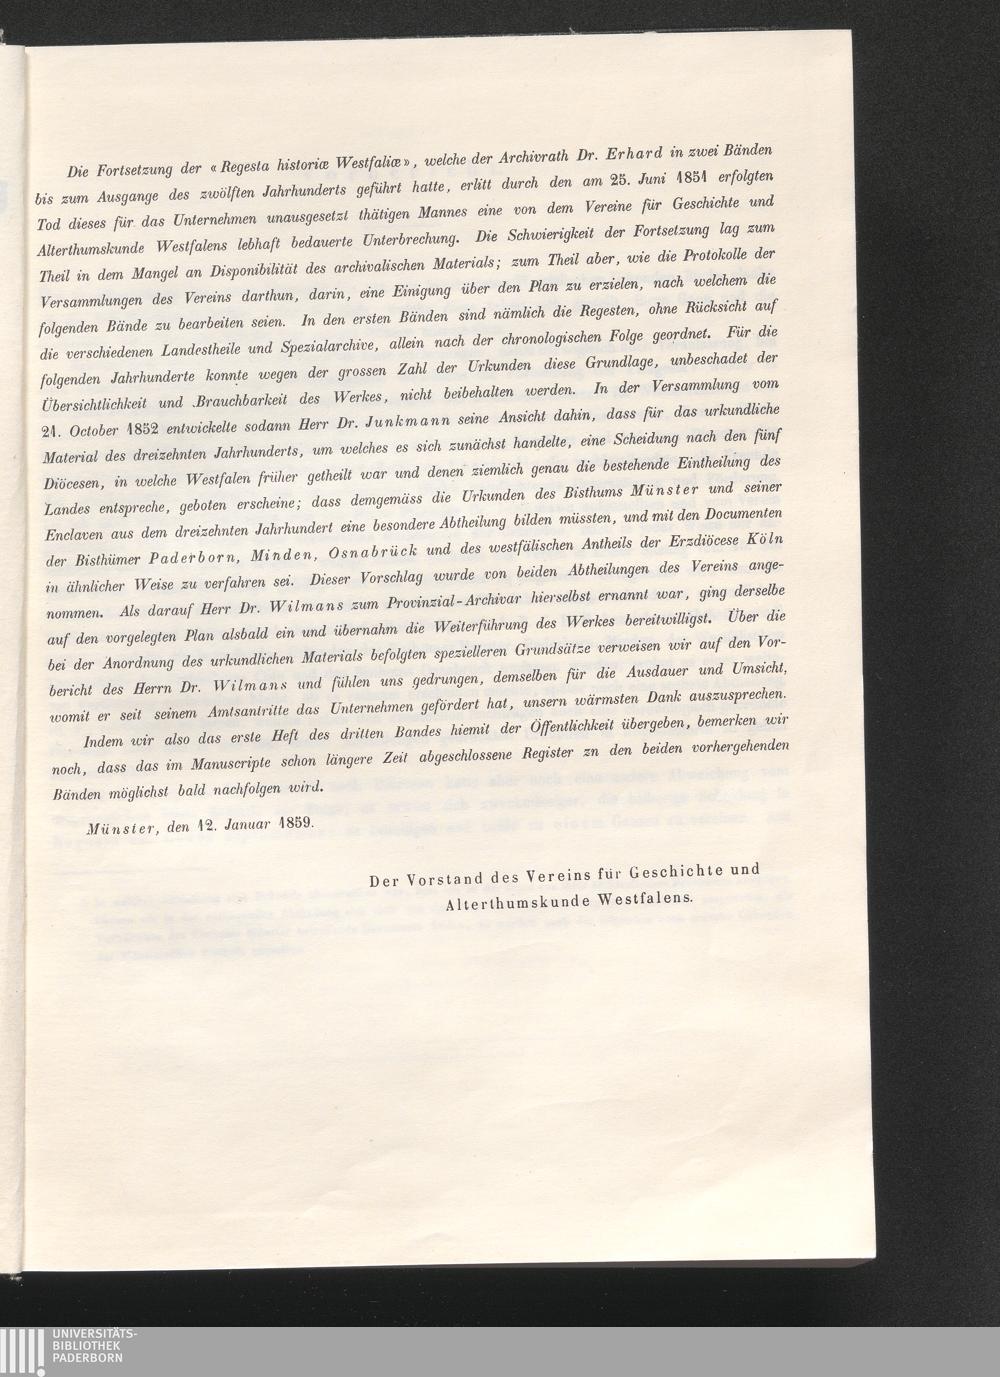 Die Fortsetzung der « Regesta historiæ Westfaliæ», welche der Archivrath Dr. Erhard in zwei Bänden
bis zum Ausgange des zwölften Jahrhunderts geführt hatte, erlitt durch den am 25. Juni 1851 erfolgten
Tod dieses für das Unternehmen unausgesetzt thätigen Mannes eine von dem Vereine für Geschichte und
Alterthumskunde Westfalens lebhaft bedauerte Unterbrechung. Die Schwierigkeit der Fortsetzung lag zum
Theil in dem Mangel an Disponibilität des archivalischen Materials; zum Theil aber, wie die Protokolle der
Versammlungen des Vereins darthun, darin, eine Einigung über den Plan zu erzielen, nach welchem die
folgenden Bände zu bearbeiten seien. In den ersten Bänden sind nämlich die Regesten, ohne Rücksicht auf
die verschiedenen Landestheile und Spezialarchive, allein nach der chronologischen Folge geordnet. Für die
folgenden Jahrhunderte konnte wegen der grossen Zahl der Urkunden diese Grundlage, unbeschadet der
Übersichtlichkeit und Brauchbarkeit des Werkes, nicht beibehalten werden. In der Versammlung vom
21. October 1852 entwickelte sodann Herr Dr. Junkmann seine Ansicht dahin, dass für das urkundliche
Material des dreizehnten Jahrhunderts, um welches es sich zunächst handelte, eine Scheidung nach den fünf
Diöcesen, in welche Westfalen früher getheilt war und denen ziemlich genau die bestehende Eintheilung des
Landes entspreche, geboten erscheine; dass demgemäss die Urkunden des Bisthums Münster und seiner
Enclaven aus dem dreizehnten Jahrhundert eine besondere Abtheilung bilden müssten, und mit den Documenten
der Bisthümer Paderborn, Minden, Osnabrück und des westfälischen Antheils der Erzdiöcese Köln
in ähnlicher Weise zu verfahren sei. Dieser Vorschlag wurde von beiden Abtheilungen des Vereins ange-
nommen. Als darauf Herr Dr. Wilmans zum Provinzial-Archivar hierselbst ernannt war, ging derselbe
auf den vorgelegten Plan alsbald ein und übernahm die Weiterführung des Werkes bereitwilligst. Über die
bei der Anordnung des urkundlichen Materials befolgten spezielleren Grundsätze verweisen wir auf den Vor-
bericht des Herrn Dr. Wilmans und fühlen uns gedrungen, demselben für die Ausdauer und Umsicht,
womit er seit seinem Amtsantritte das Unternehmen gefördert hat, unsern wärmsten Dank auszusprechen.
Indem wir also das erste Heft des dritten Bandes hiemit der Öffentlichkeit übergeben, bemerken wir
noch, dass das im Manuscripte schon längere Zeit abgeschlossene Register zn den beiden vorhergehenden
Bänden möglichst bald nachfolgen wird.
Münster, den 12. Januar 1859.
Der Vorstand des Vereins für Geschichte und
Alterthumskunde Westfalens.
UNIVERSITÄTS-
BIBLIOTHEK
PADERBORN